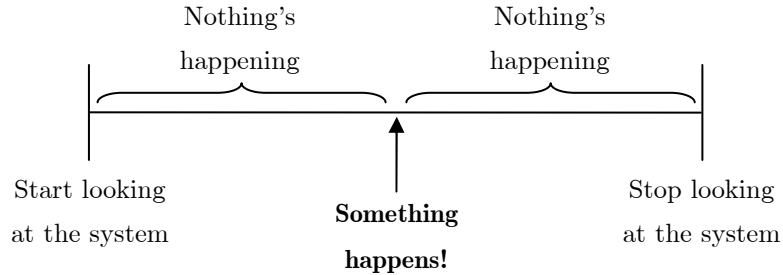 Nothing's
happening
Nothing's
happening
Start looking
at the system
Something
happens!
Stop looking
at the system